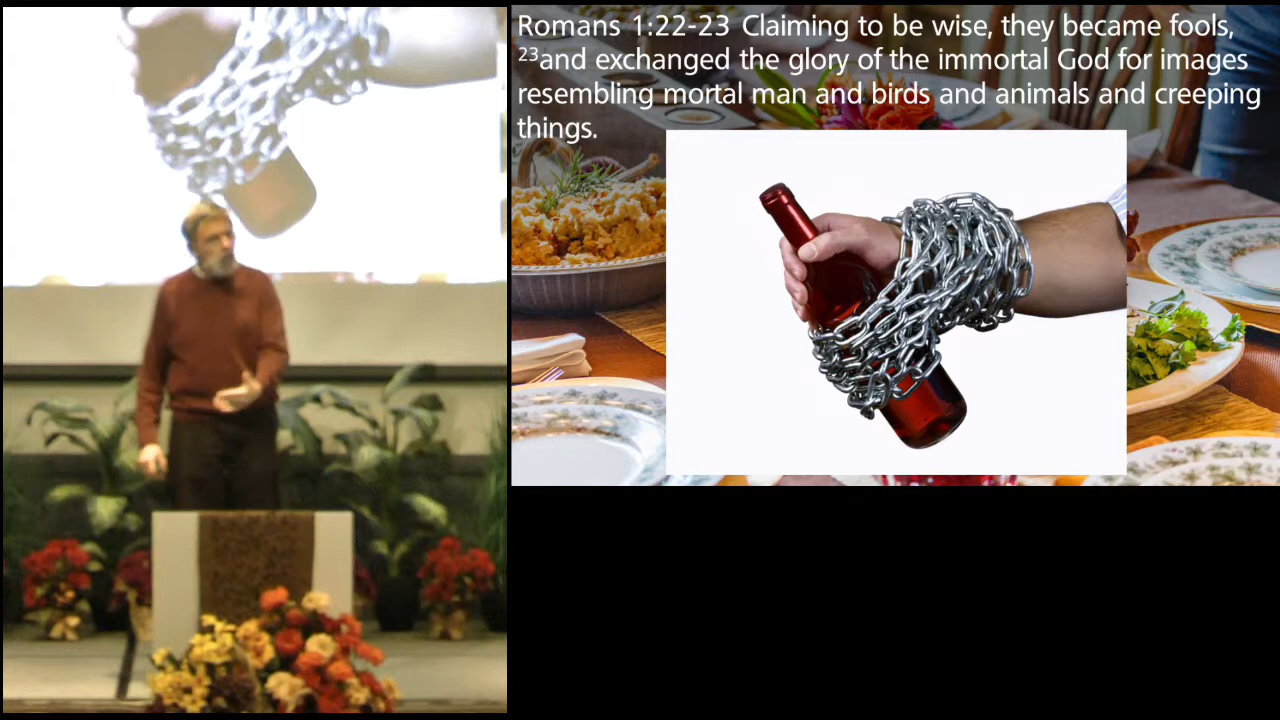 Romans 1:22-23 Claiming to be wise, they became fools,
²³and exchanged the glory of the immortal God for images
resembling mortal man and birds and animals and creeping
things.